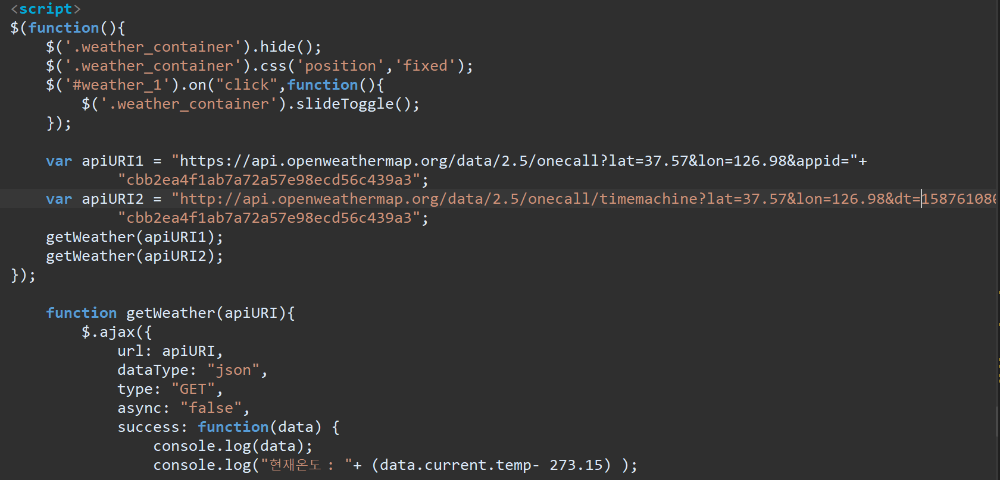 <script>
$(function(){
    $('.weather_container').hide();
    $('.weather_container').css('position','fixed');
    $('#weather_1').on("click",function(){
        $('.weather_container').slideToggle();
    });
    var apiURI1 = "https://api.openweathermap.org/data/2.5/onecall?lat=37.57&lon=126.98&appid="+
            "cbb2ea4f1ab7a72a57e98ecd56c439a3";
    var apiURI2 = "http://api.openweathermap.org/data/2.5/onecall/timemachine?lat=37.57&lon=126.98&dt=15876108
            "cbb2ea4f1ab7a72a57e98ecd56c439a3";
    getWeather(apiURI1);
    getWeather(apiURI2);
});
    function getWeather(apiURI){
        $.ajax({
            url: apiURI,
            dataType: "json",
            type: "GET",
            async: "false",
            success: function(data) {
                console.log(data);
                console.log("현재온도 : "+ (data.current.temp- 273.15) );